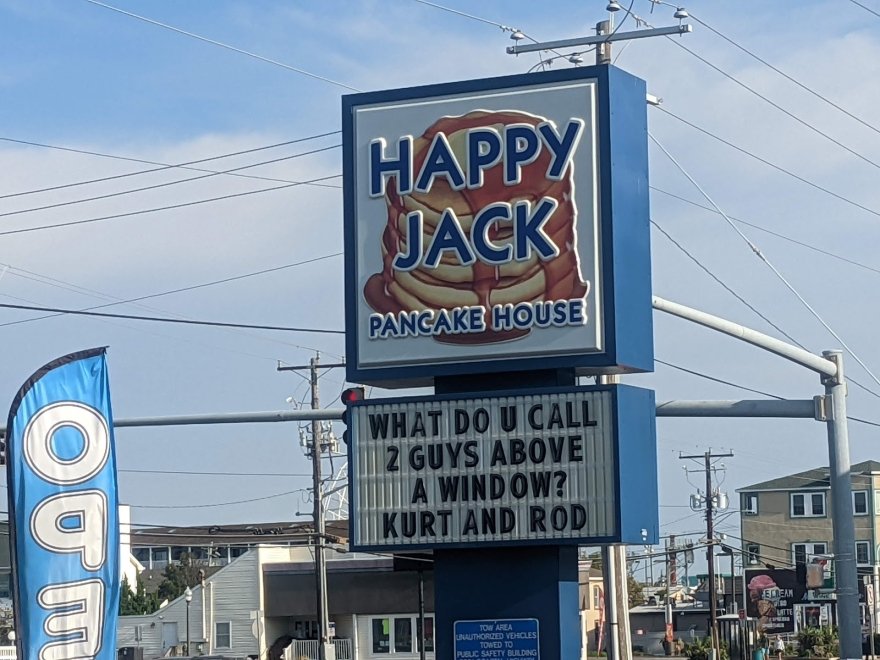 HAPPY
JACK
PANCAKE HOUSE
WHAT DO U CALL
2 GUYS ABOVE
A WINDOW?
KURT AND ROD
OPEN
TOW AREA
UNAUTHORIZED VEHICLES
TOWED TO
PUBLIC SAFETY BUILDING